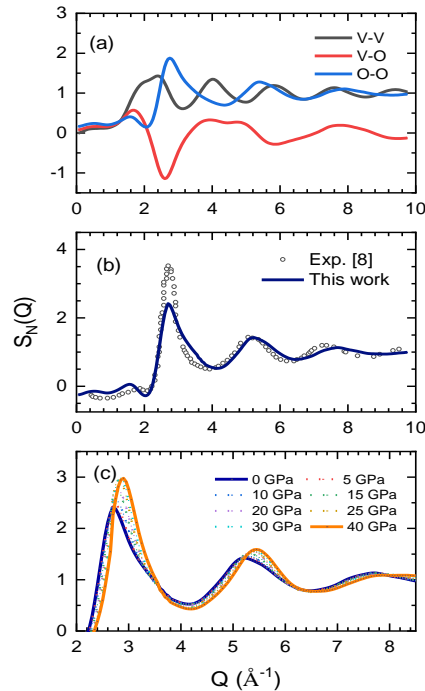 (a)
V-V
V-O
O-O
3
2
1
0
-1
0 2 4 6 8 10
(b)
Exp. [8]
This work
4
2
0
0 2 4 6 8 10
S_N(Q)
(c)
0 GPa 5 GPa
10 GPa 15 GPa
20 GPa 25 GPa
30 GPa 40 GPa
3
2
1
0
2 3 4 5 6 7 8
Q (Å⁻¹)